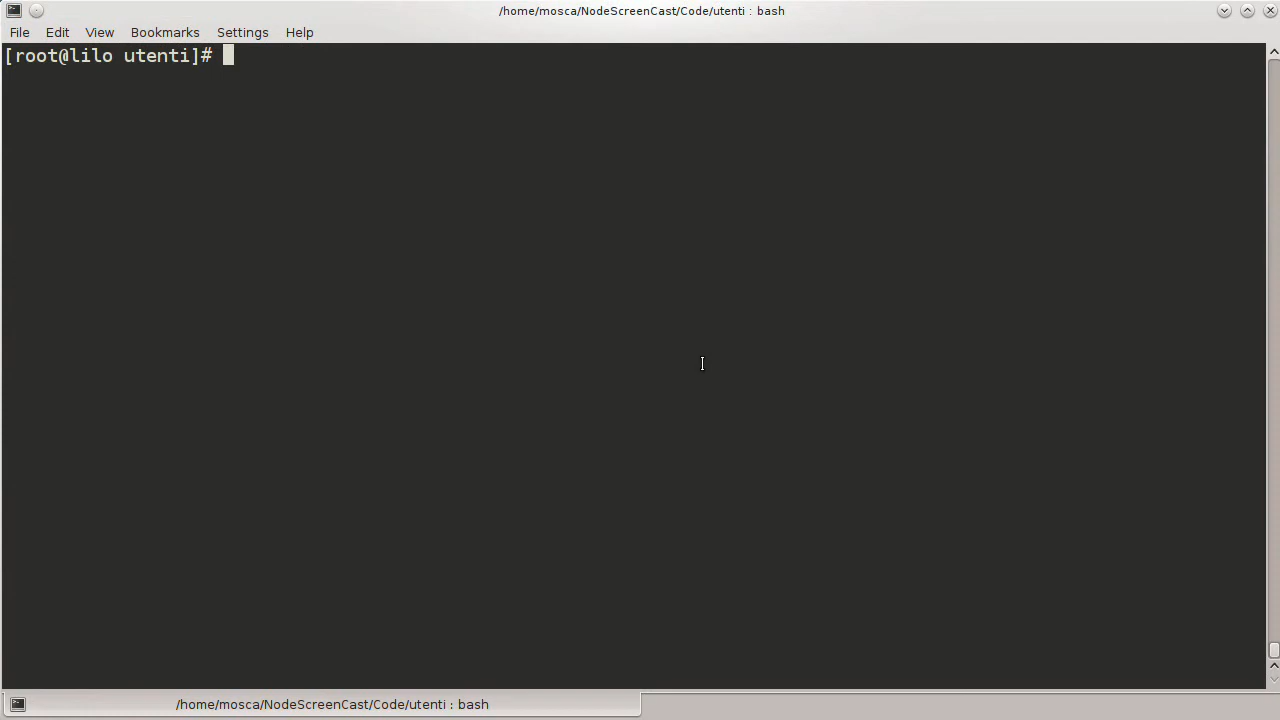 /home/mosca/NodeScreenCast/Code/utenti : bash
File Edit View Bookmarks Settings Help
[root@lilo utenti]#
/home/mosca/NodeScreenCast/Code/utenti : bash